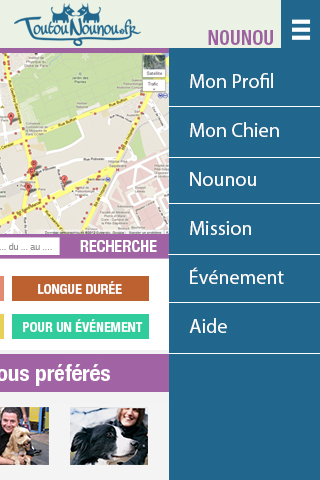 ToutouNounou.fr
NOUNOU
Mon Profil
Mon Chien
Nounou
Mission
Événement
Aide
Satellite
Trafic
... du ... au ....
RECHERCHE
LONGUE DURÉE
POUR UN ÉVÉNEMENT
ous préférés